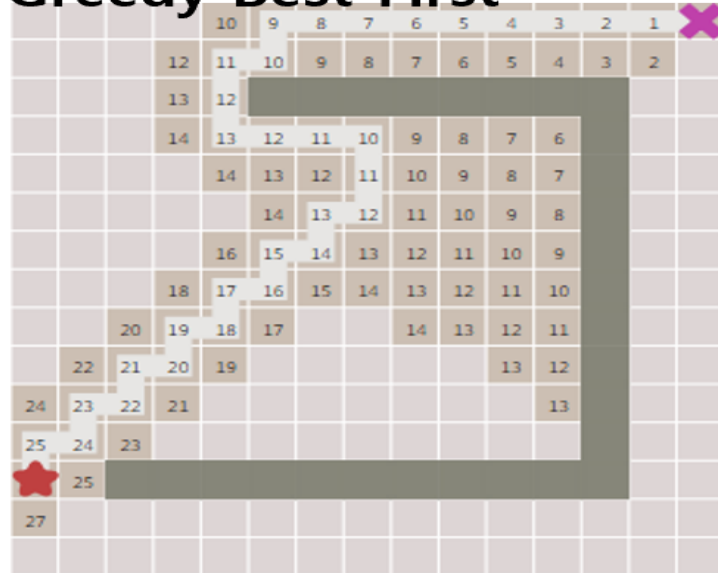 Greedy Best-First
10 9 8 7 6 5 4 3 2 1
12 11 10 9 8 7 6 5 4 3 2
13 12
14 13 12 11 10 9 8 7 6
14 13 12 11 10 9 8 7
14 13 12 11 10 9 8
16 15 14 13 12 11 10 9
18 17 16 15 14 13 12 11 10
20 19 18 17 14 13 12 11
22 21 20 19 13 12
24 23 22 21 13
25 24 23
25
27